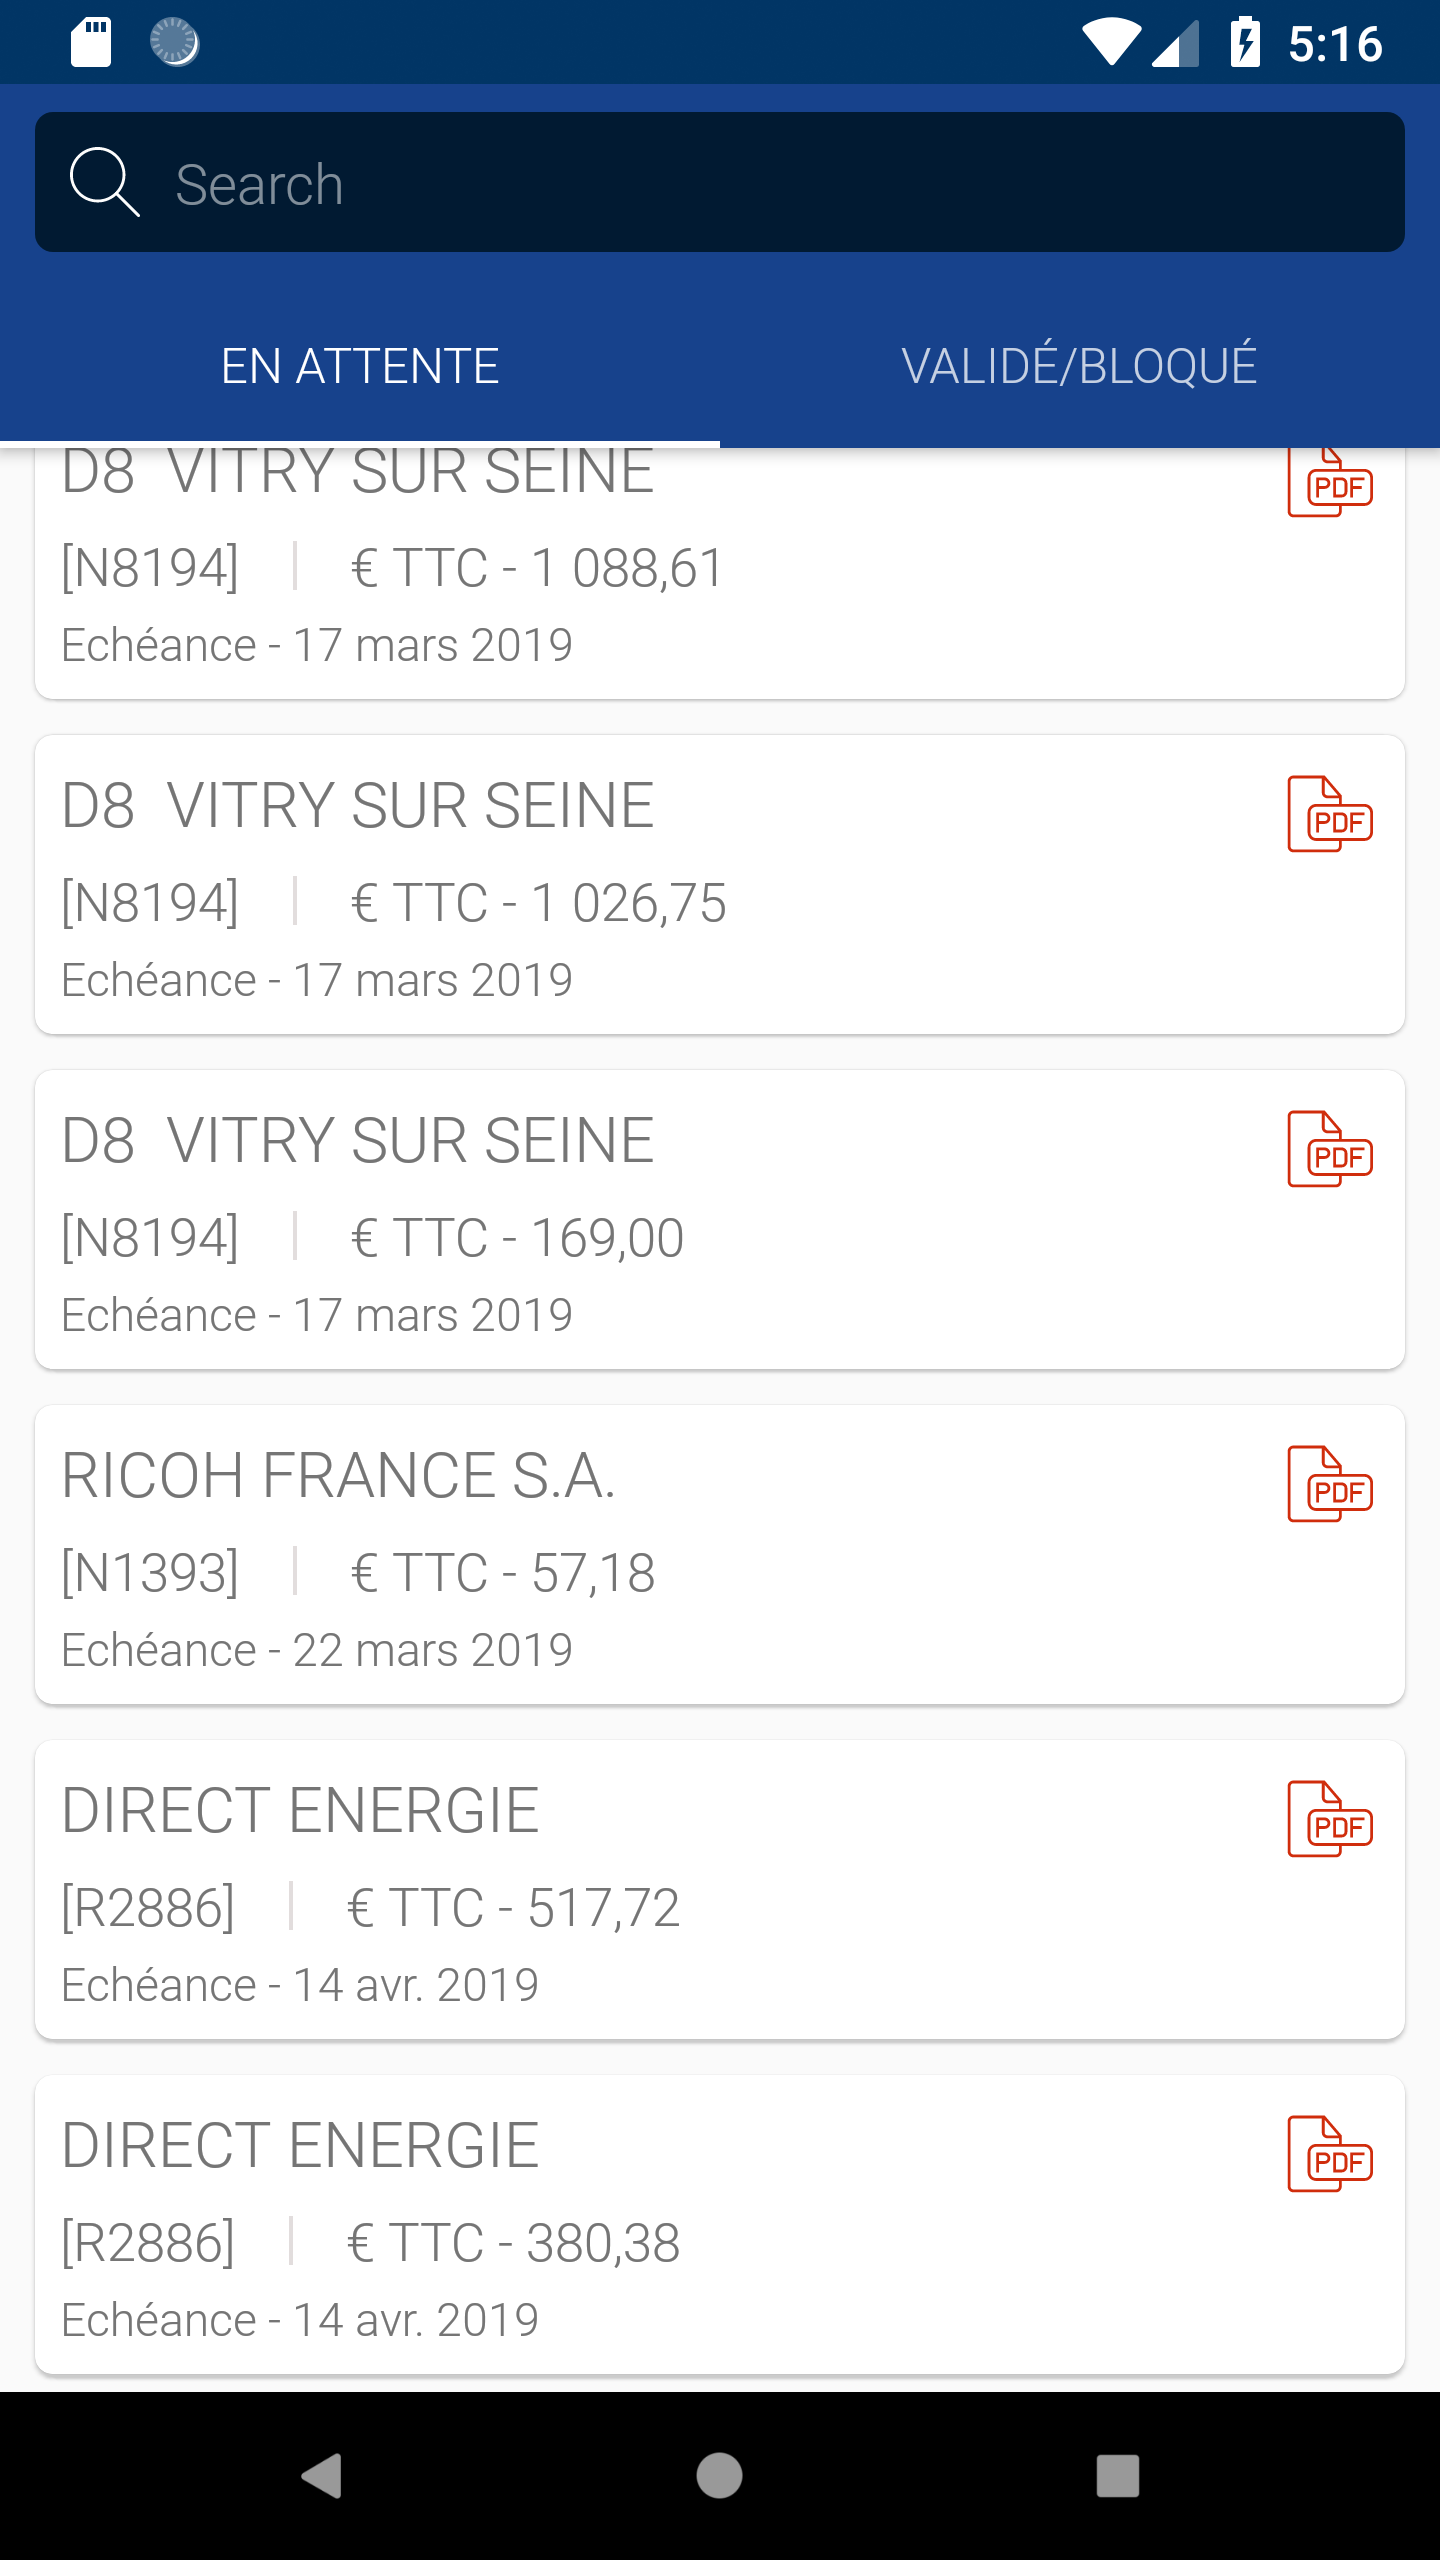 5:16
Search
EN ATTENTE VALIDÉ/BLOQUÉ
D8  VITRY SUR SEINE PDF
[N8194] € TTC - 1 088,61
Echéance - 17 mars 2019
D8  VITRY SUR SEINE PDF
[N8194] € TTC - 1 026,75
Echéance - 17 mars 2019
D8  VITRY SUR SEINE PDF
[N8194] € TTC - 169,00
Echéance - 17 mars 2019
RICOH FRANCE S.A. PDF
[N1393] € TTC - 57,18
Echéance - 22 mars 2019
DIRECT ENERGIE PDF
[R2886] € TTC - 517,72
Echéance - 14 avr. 2019
DIRECT ENERGIE PDF
[R2886] € TTC - 380,38
Echéance - 14 avr. 2019